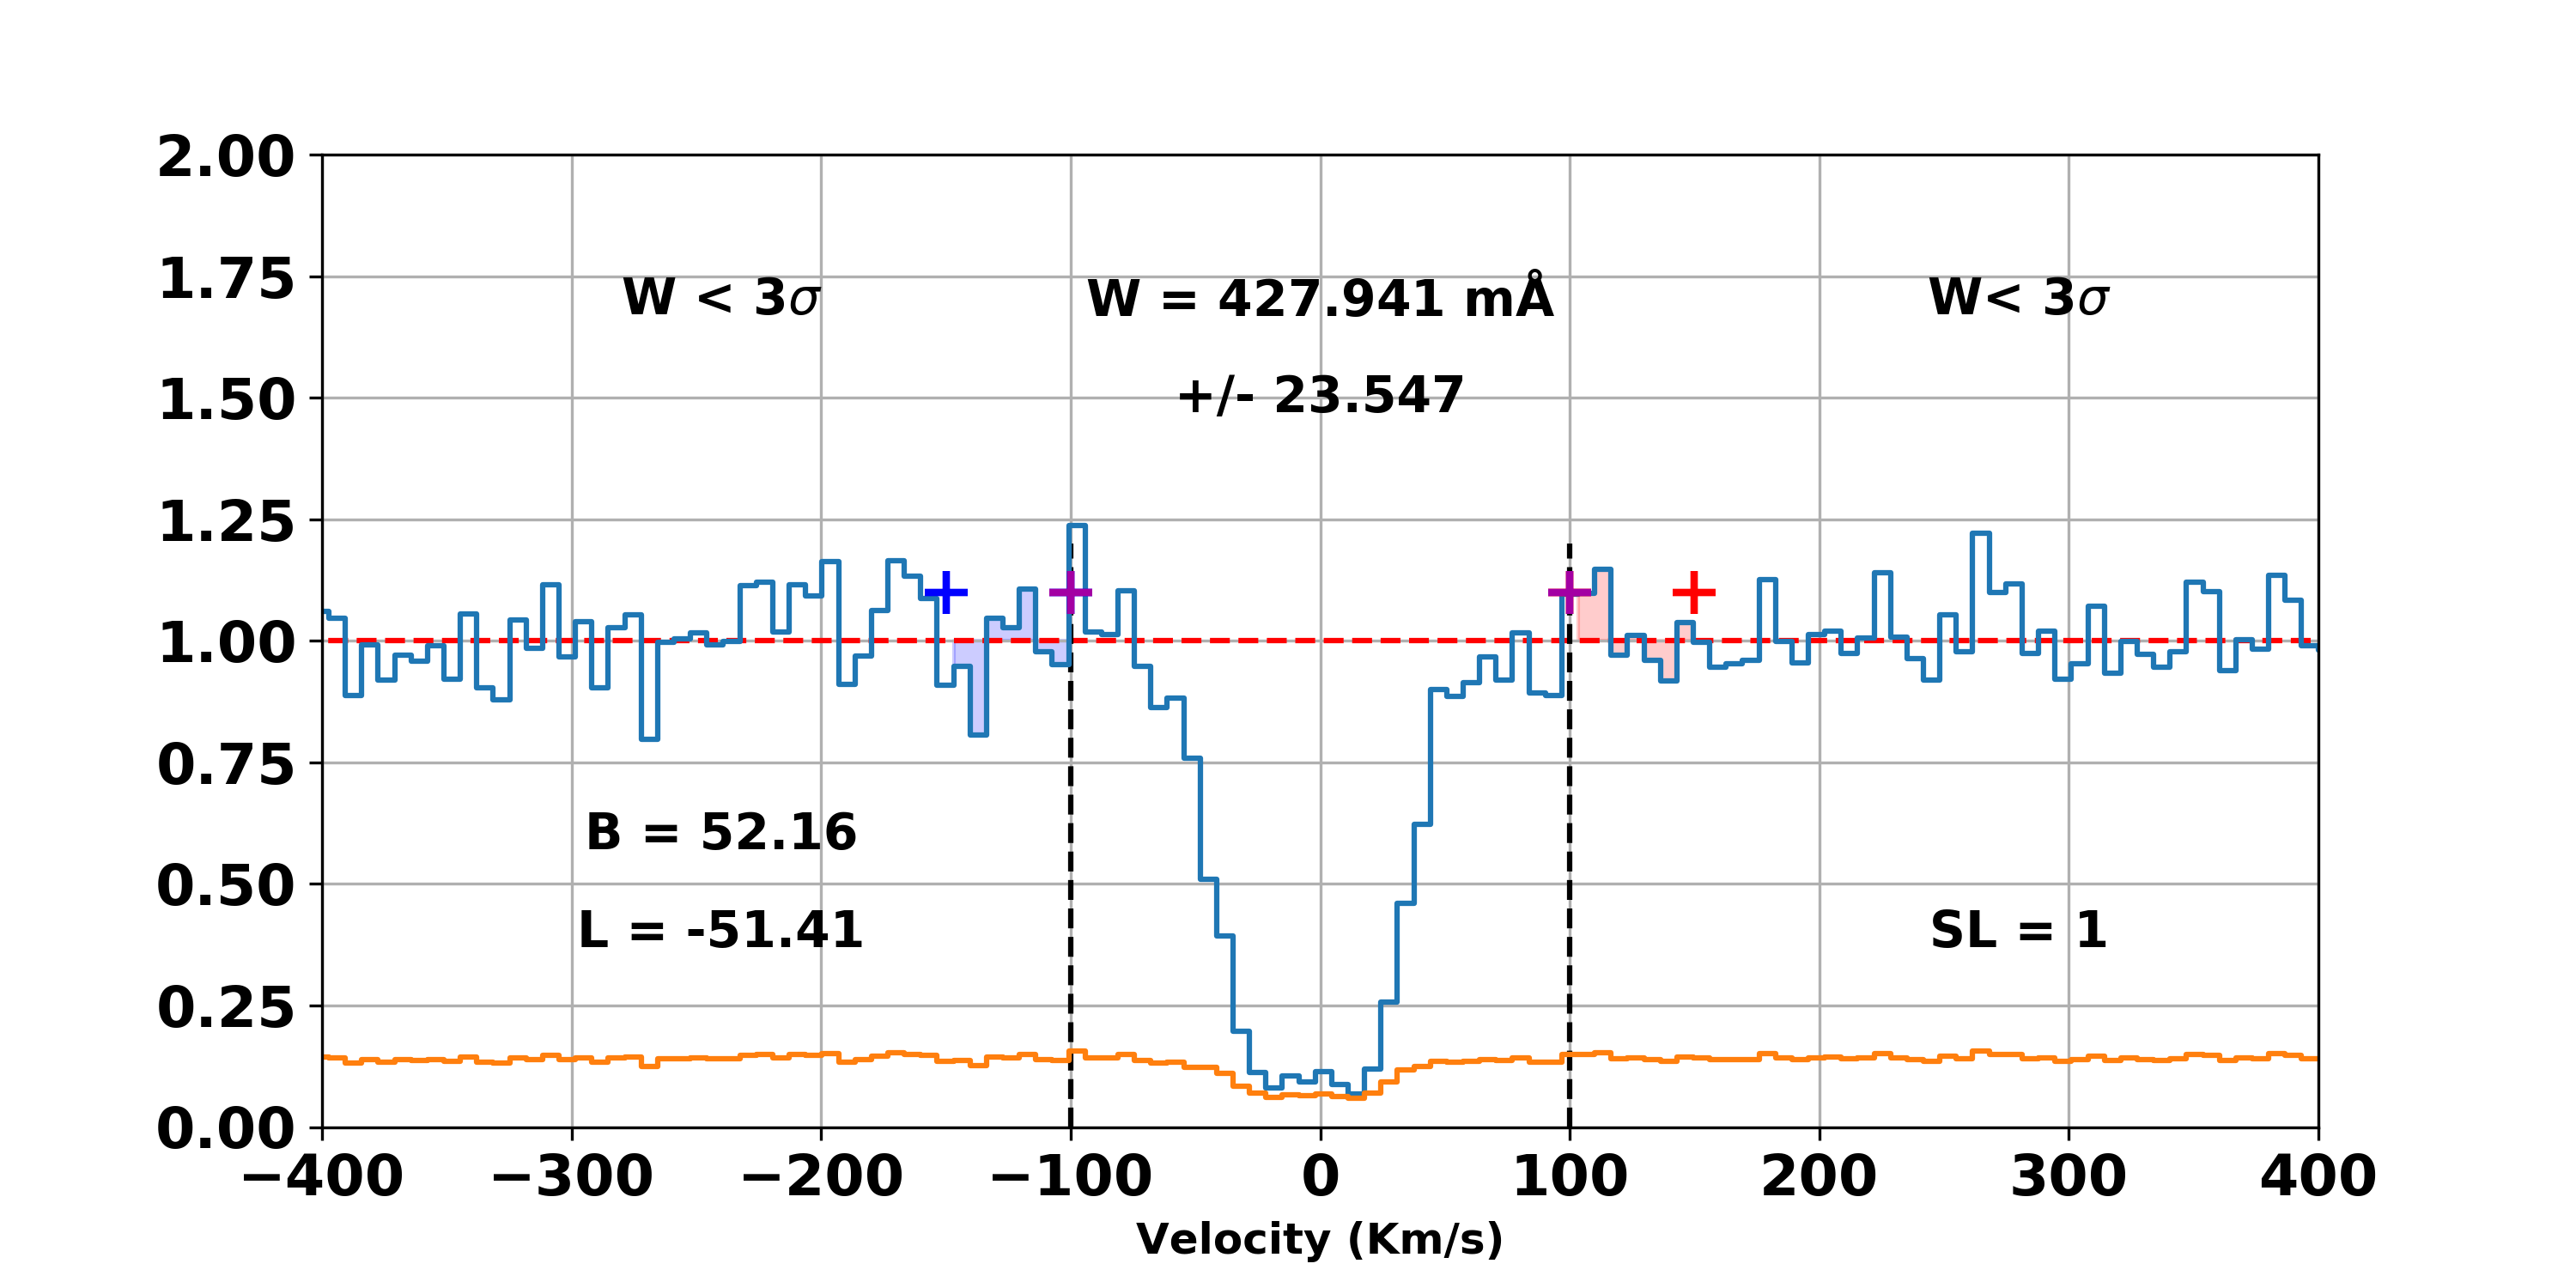 2.00
1.75
1.50
1.25
1.00
0.75
0.50
0.25
0.00
W < 3σ
W = 427.941 mÅ
+/- 23.547
W< 3σ
B = 52.16
L = -51.41
SL = 1
−400 −300 −200 −100 0 100 200 300 400
Velocity (Km/s)